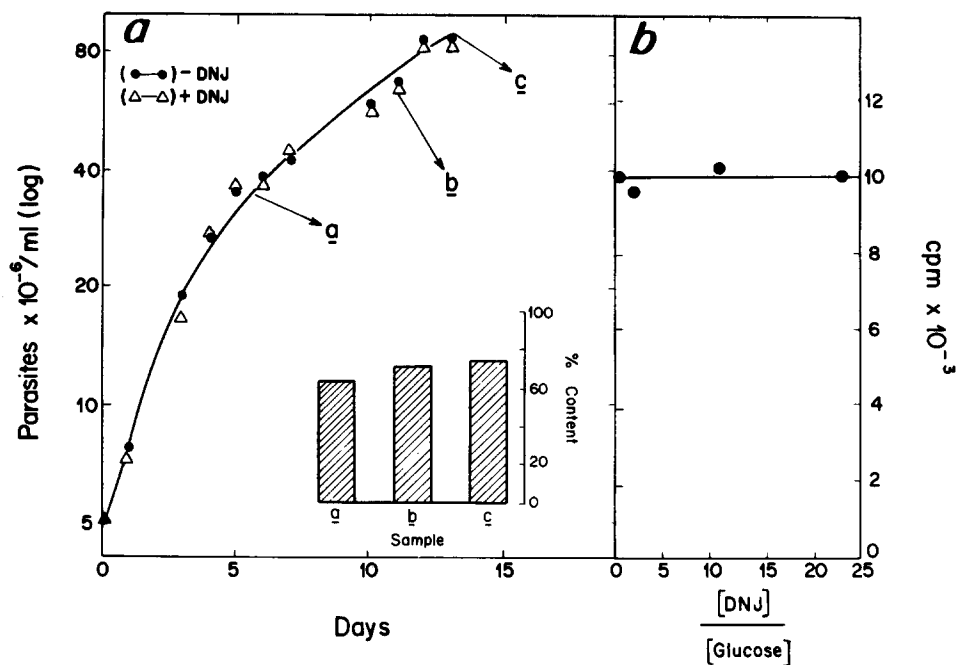 a
(●—●) – DNJ
(△—△) + DNJ
Parasites x 10⁻⁶/ml (log)
80
40
20
10
5
0
5
10
15
Days
a
b
c
100
60
20
0
% Content
a
b
c
Sample
b
12
10
8
6
4
2
0
cpm x 10⁻³
0
5
10
15
20
25
[DNJ]
[Glucose]